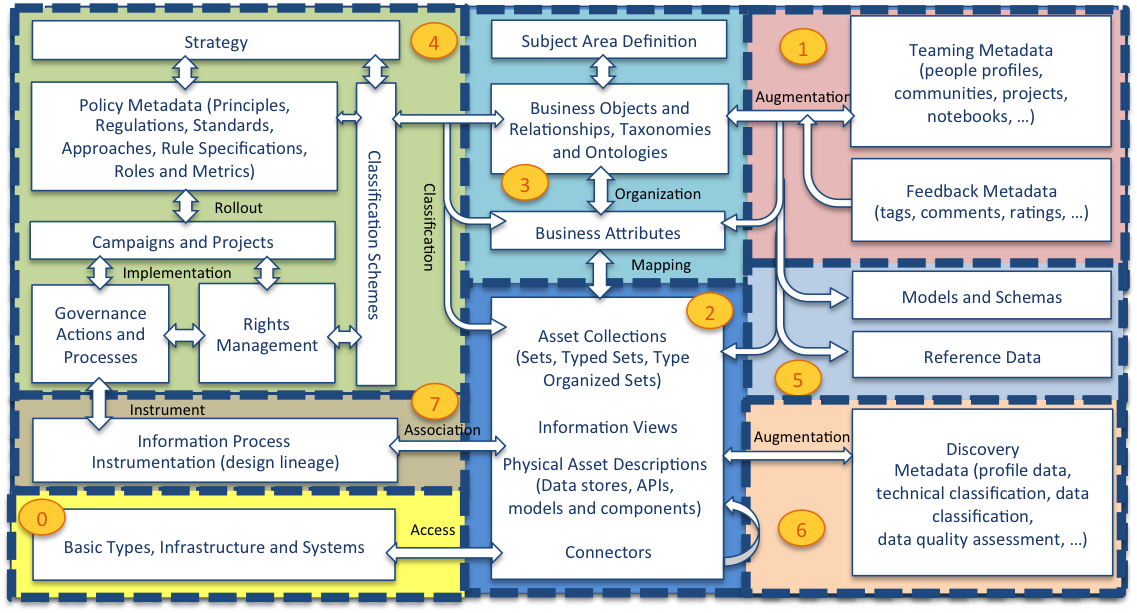 Strategy
4
Policy Metadata (Principles,
Regulations, Standards,
Approaches, Rule Specifications,
Roles and Metrics)
Rollout
Campaigns and Projects
Implementation
Governance
Actions and
Processes
Rights
Management
Classification Schemes
Classification
Subject Area Definition
Business Objects and
Relationships, Taxonomies
and Ontologies
3
Organization
Business Attributes
Mapping
1
Augmentation
Teaming Metadata
(people profiles,
communities, projects,
notebooks, …)
Feedback Metadata
(tags, comments, ratings, …)
Models and Schemas
Reference Data
5
2
Asset Collections
(Sets, Typed Sets, Type
Organized Sets)
Information Views
Physical Asset Descriptions
(Data stores, APIs,
models and components)
Connectors
7
Instrument
Association
Information Process
Instrumentation (design lineage)
0
Access
Basic Types, Infrastructure and Systems
Augmentation
6
Discovery
Metadata (profile data,
technical classification, data
classification,
data quality assessment, …)